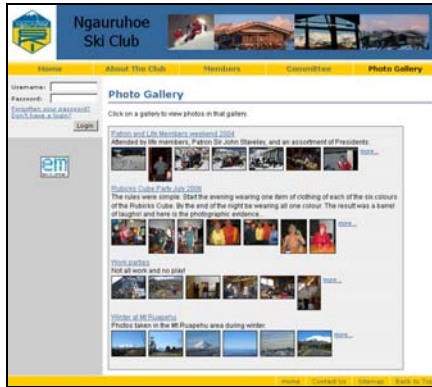 Ngauruhoe
Ski Club
Home About The Club Members Committee Photo Gallery
Username:
Password:
Forgotten your password?
Don't have a login?
Login
em
Photo Gallery
Click on a gallery to view photos in that gallery.
Patron and Life Members weekend 2004
Attended by life members, Patron Sir John Staveley, and an assortment of Presidents.
more...
Rubicks Cube Party July 2006
The rules were simple. Start the evening wearing one item of clothing of each of the six colours
of the Rubicks Cube. By the end of the night be wearing all one colour. The result was a barrel
of laughs! and here is the photographic evidence...
more...
Work parties
Not all work and no play!
more...
Winter at Mt Ruapehu
Photos taken in the Mt Ruapehu area during winter.
more...
Home Contact Us Sitemap Back to Top